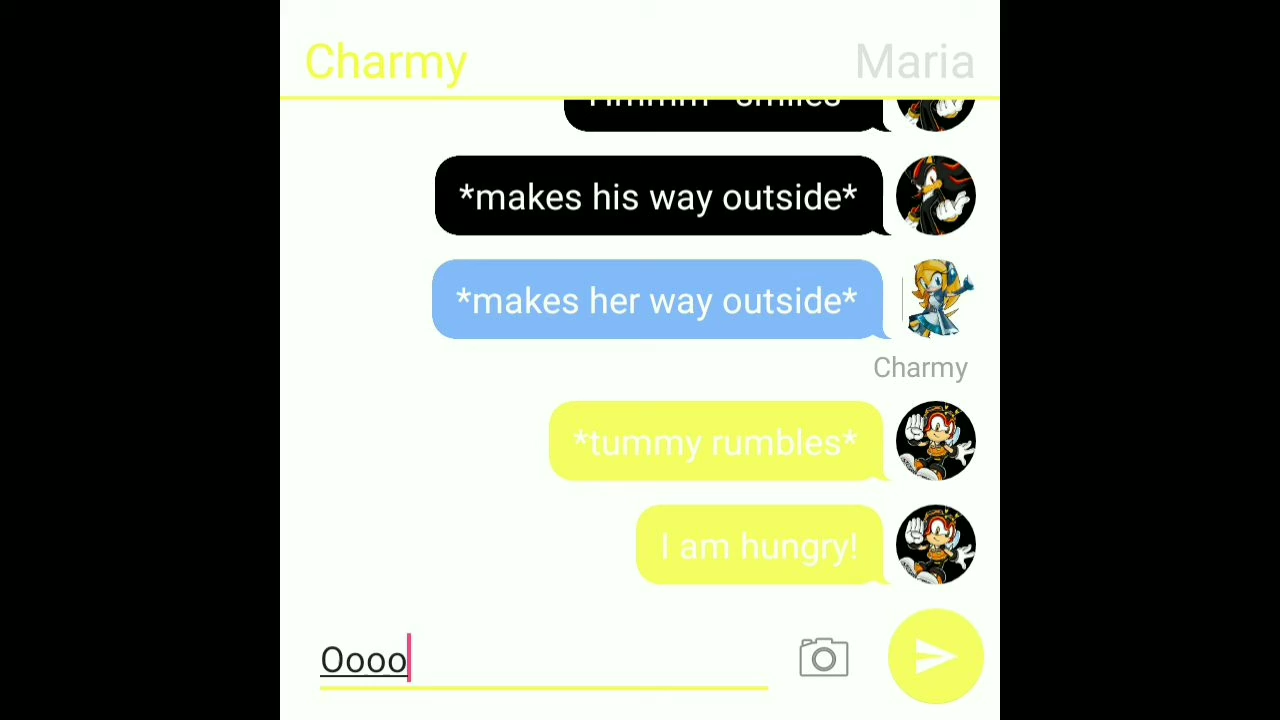 Charmy
Maria
*makes his way outside*
*makes her way outside*
Charmy
*tummy rumbles*
I am hungry!
Oooo